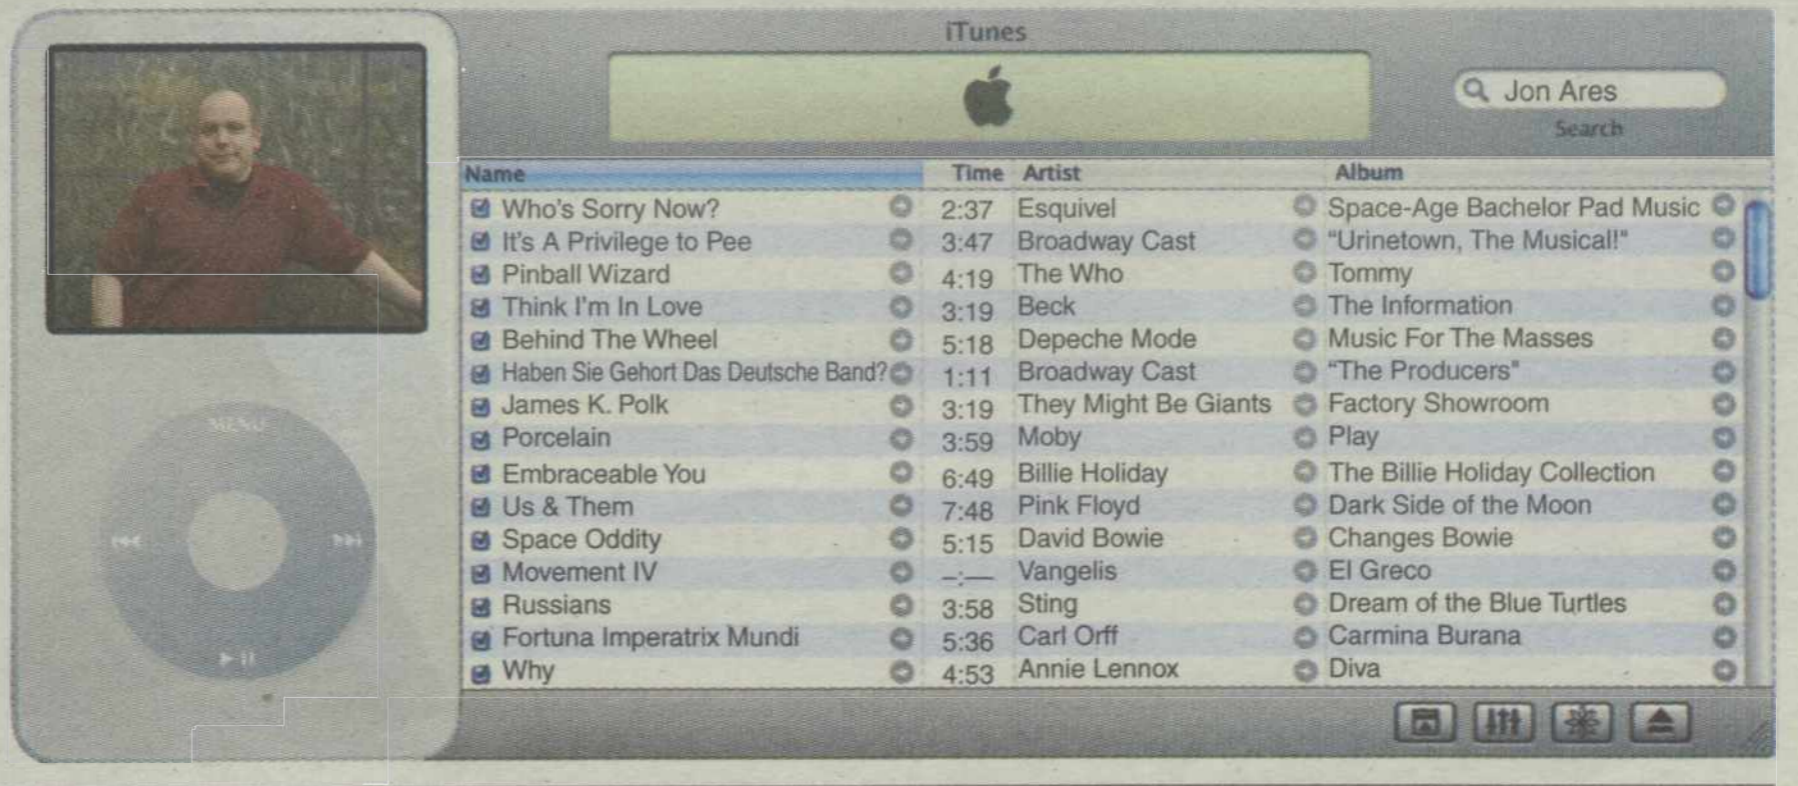 iTunes
Jon Ares
Search
MENU
Name Time Artist Album
Who's Sorry Now? 2:37 Esquivel Space-Age Bachelor Pad Music
It's A Privilege to Pee 3:47 Broadway Cast "Urinetown, The Musical!"
Pinball Wizard 4:19 The Who Tommy
Think I'm In Love 3:19 Beck The Information
Behind The Wheel 5:18 Depeche Mode Music For The Masses
Haben Sie Gehort Das Deutsche Band? 1:11 Broadway Cast "The Producers"
James K. Polk 3:19 They Might Be Giants Factory Showroom
Porcelain 3:59 Moby Play
Embraceable You 6:49 Billie Holiday The Billie Holiday Collection
Us & Them 7:48 Pink Floyd Dark Side of the Moon
Space Oddity 5:15 David Bowie Changes Bowie
Movement IV –:–– Vangelis El Greco
Russians 3:58 Sting Dream of the Blue Turtles
Fortuna Imperatrix Mundi 5:36 Carl Orff Carmina Burana
Why 4:53 Annie Lennox Diva